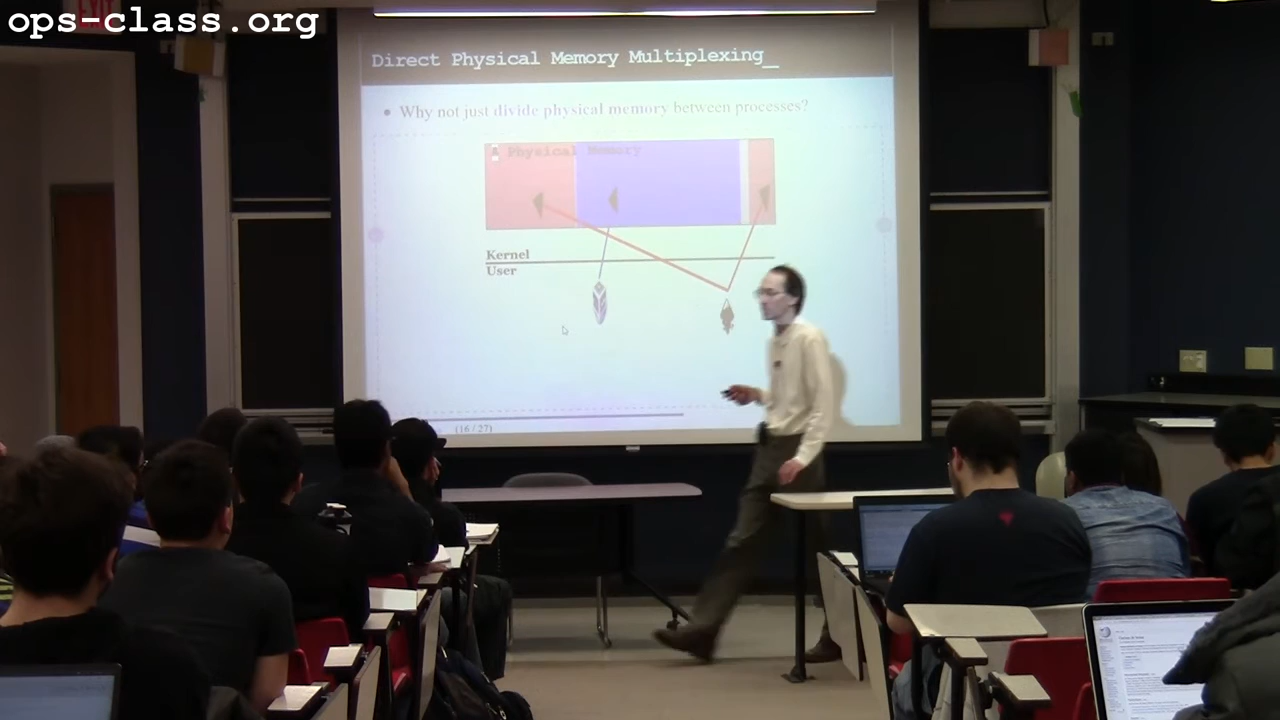 ops-class.org
EXIT
Direct Physical Memory Multiplexing_
• Why not just divide physical memory between processes?
& Physical Memory
Kernel
User
(16 / 27)